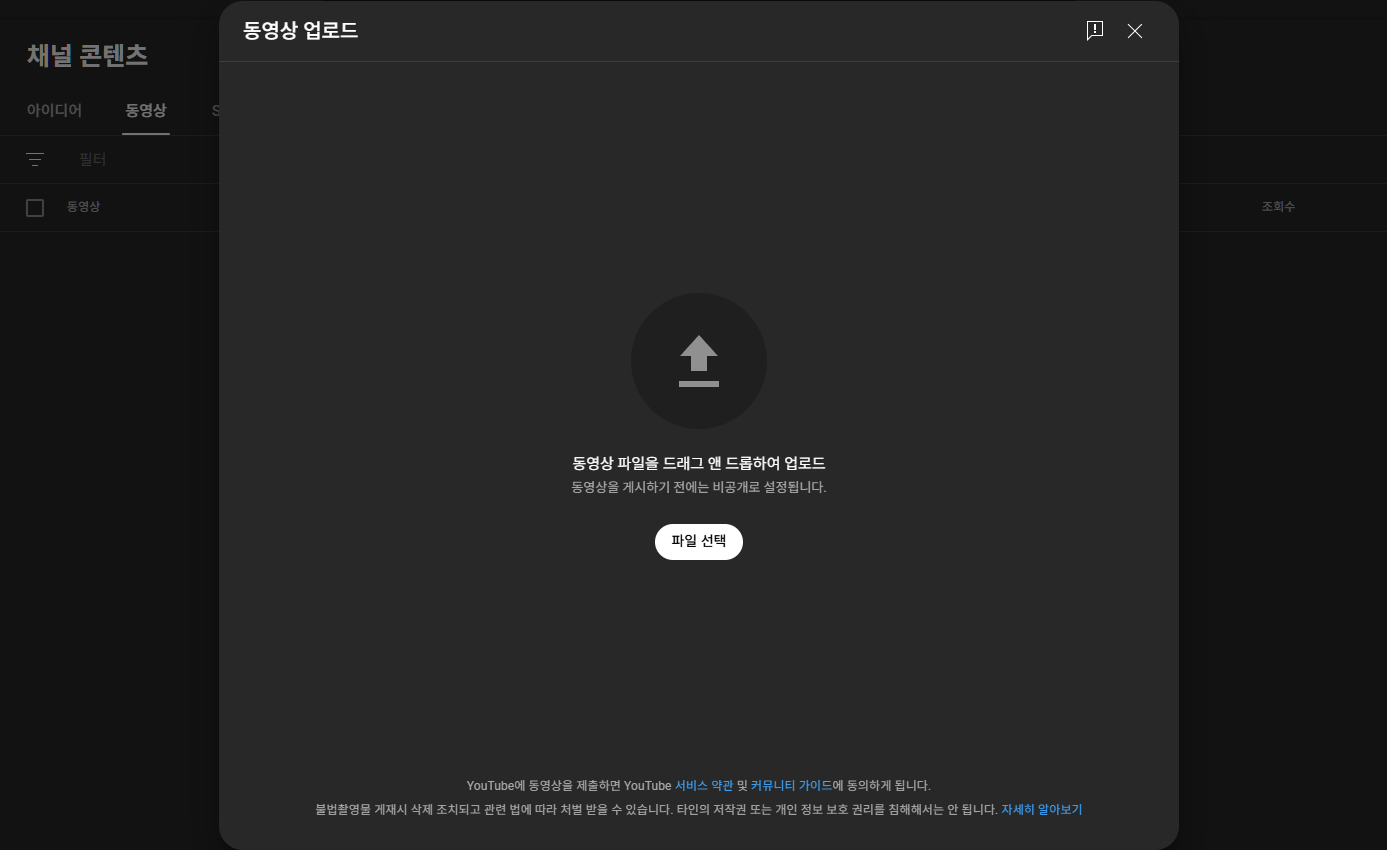 동영상 업로드
채널 콘텐츠
아이디어 동영상
필터
동영상 조회수
동영상 파일을 드래그 앤 드롭하여 업로드
동영상을 게시하기 전에는 비공개로 설정됩니다.
파일 선택
YouTube에 동영상을 제출하면 YouTube 서비스 약관 및 커뮤니티 가이드에 동의하게 됩니다.
불법촬영물 게재시 삭제 조치되고 관련 법에 따라 처벌 받을 수 있습니다. 타인의 저작권 또는 개인 정보 보호 권리를 침해해서는 안 됩니다. 자세히 알아보기